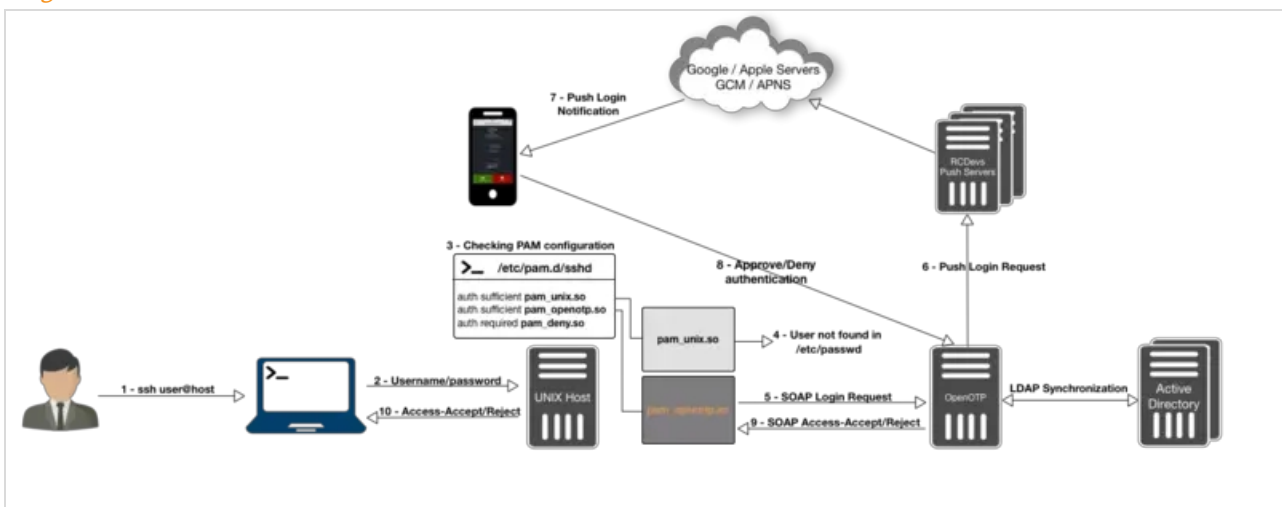 Google / Apple Servers
GCM / APNS
7 - Push Login
Notification
RCDevs
Push Servers
3 - Checking PAM configuration
>_ /etc/pam.d/sshd
auth sufficient pam_unix.so
auth sufficient pam_openotp.so
auth required pam_deny.so
8 - Approve/Deny
authentication
6 - Push Login Request
pam_unix.so
4 - User not found in
/etc/passwd
1 - ssh user@host
>_
2 - Username/password
10 - Access-Accept/Reject
UNIX Host
pam_openotp.so
5 - SOAP Login Request
9 - SOAP Access-Accept/Reject
OpenOTP
LDAP Synchronization
Active
Directory